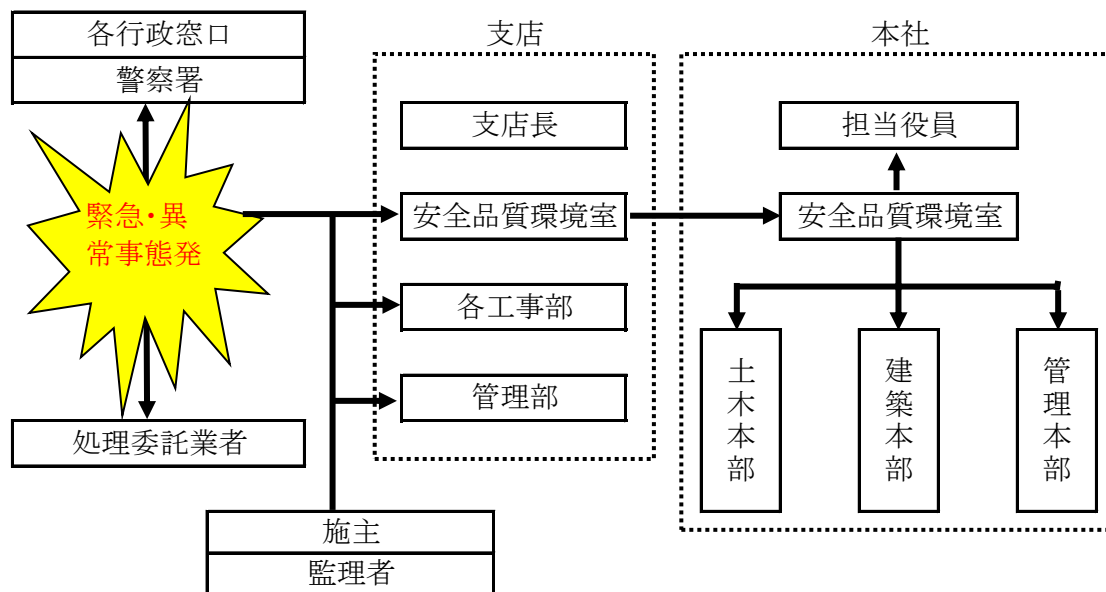 各行政窓口
警察署
緊急・異
常事態発
処理委託業者
施主
監理者
支店
支店長
安全品質環境室
各工事部
管理部
本社
担当役員
安全品質環境室
土木本部
建築本部
管理本部